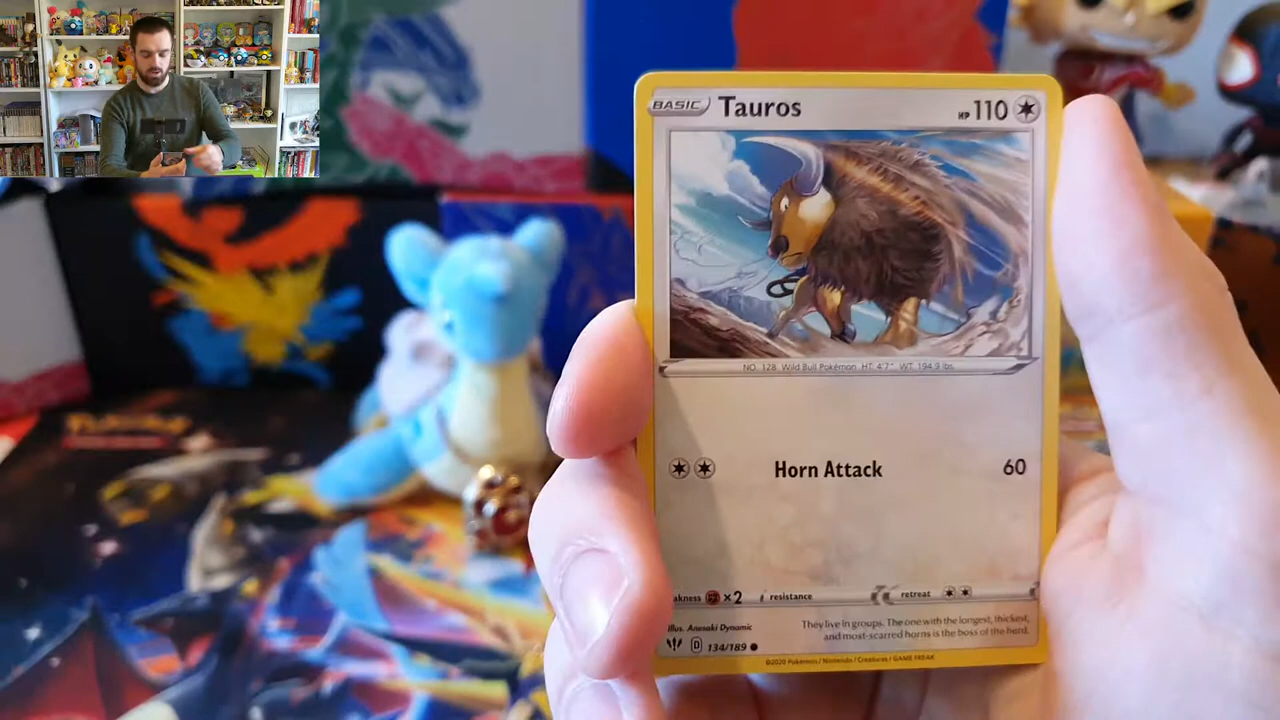 BASIC Tauros HP 110
NO. 128 Wild Bull Pokémon HT: 4'7" WT: 194.9 lbs.
Horn Attack 60
akness ×2 resistance retreat
Illus. Anesaki Dynamic
They live in groups. The one with the longest, thickest,
and most-scarred horns is the boss of the herd.
D 134/189
©2020 Pokémon / Nintendo / Creatures / GAME FREAK
Pokémon